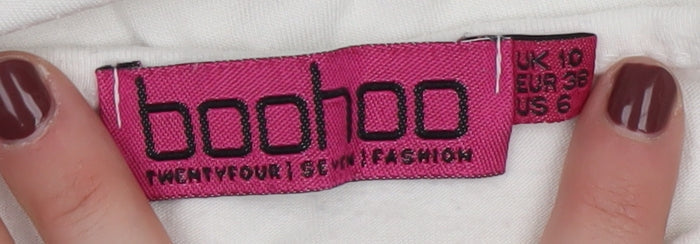 boohoo
TWENTYFOUR | SEVEN | FASHION
UK 10
EUR 38
US 6